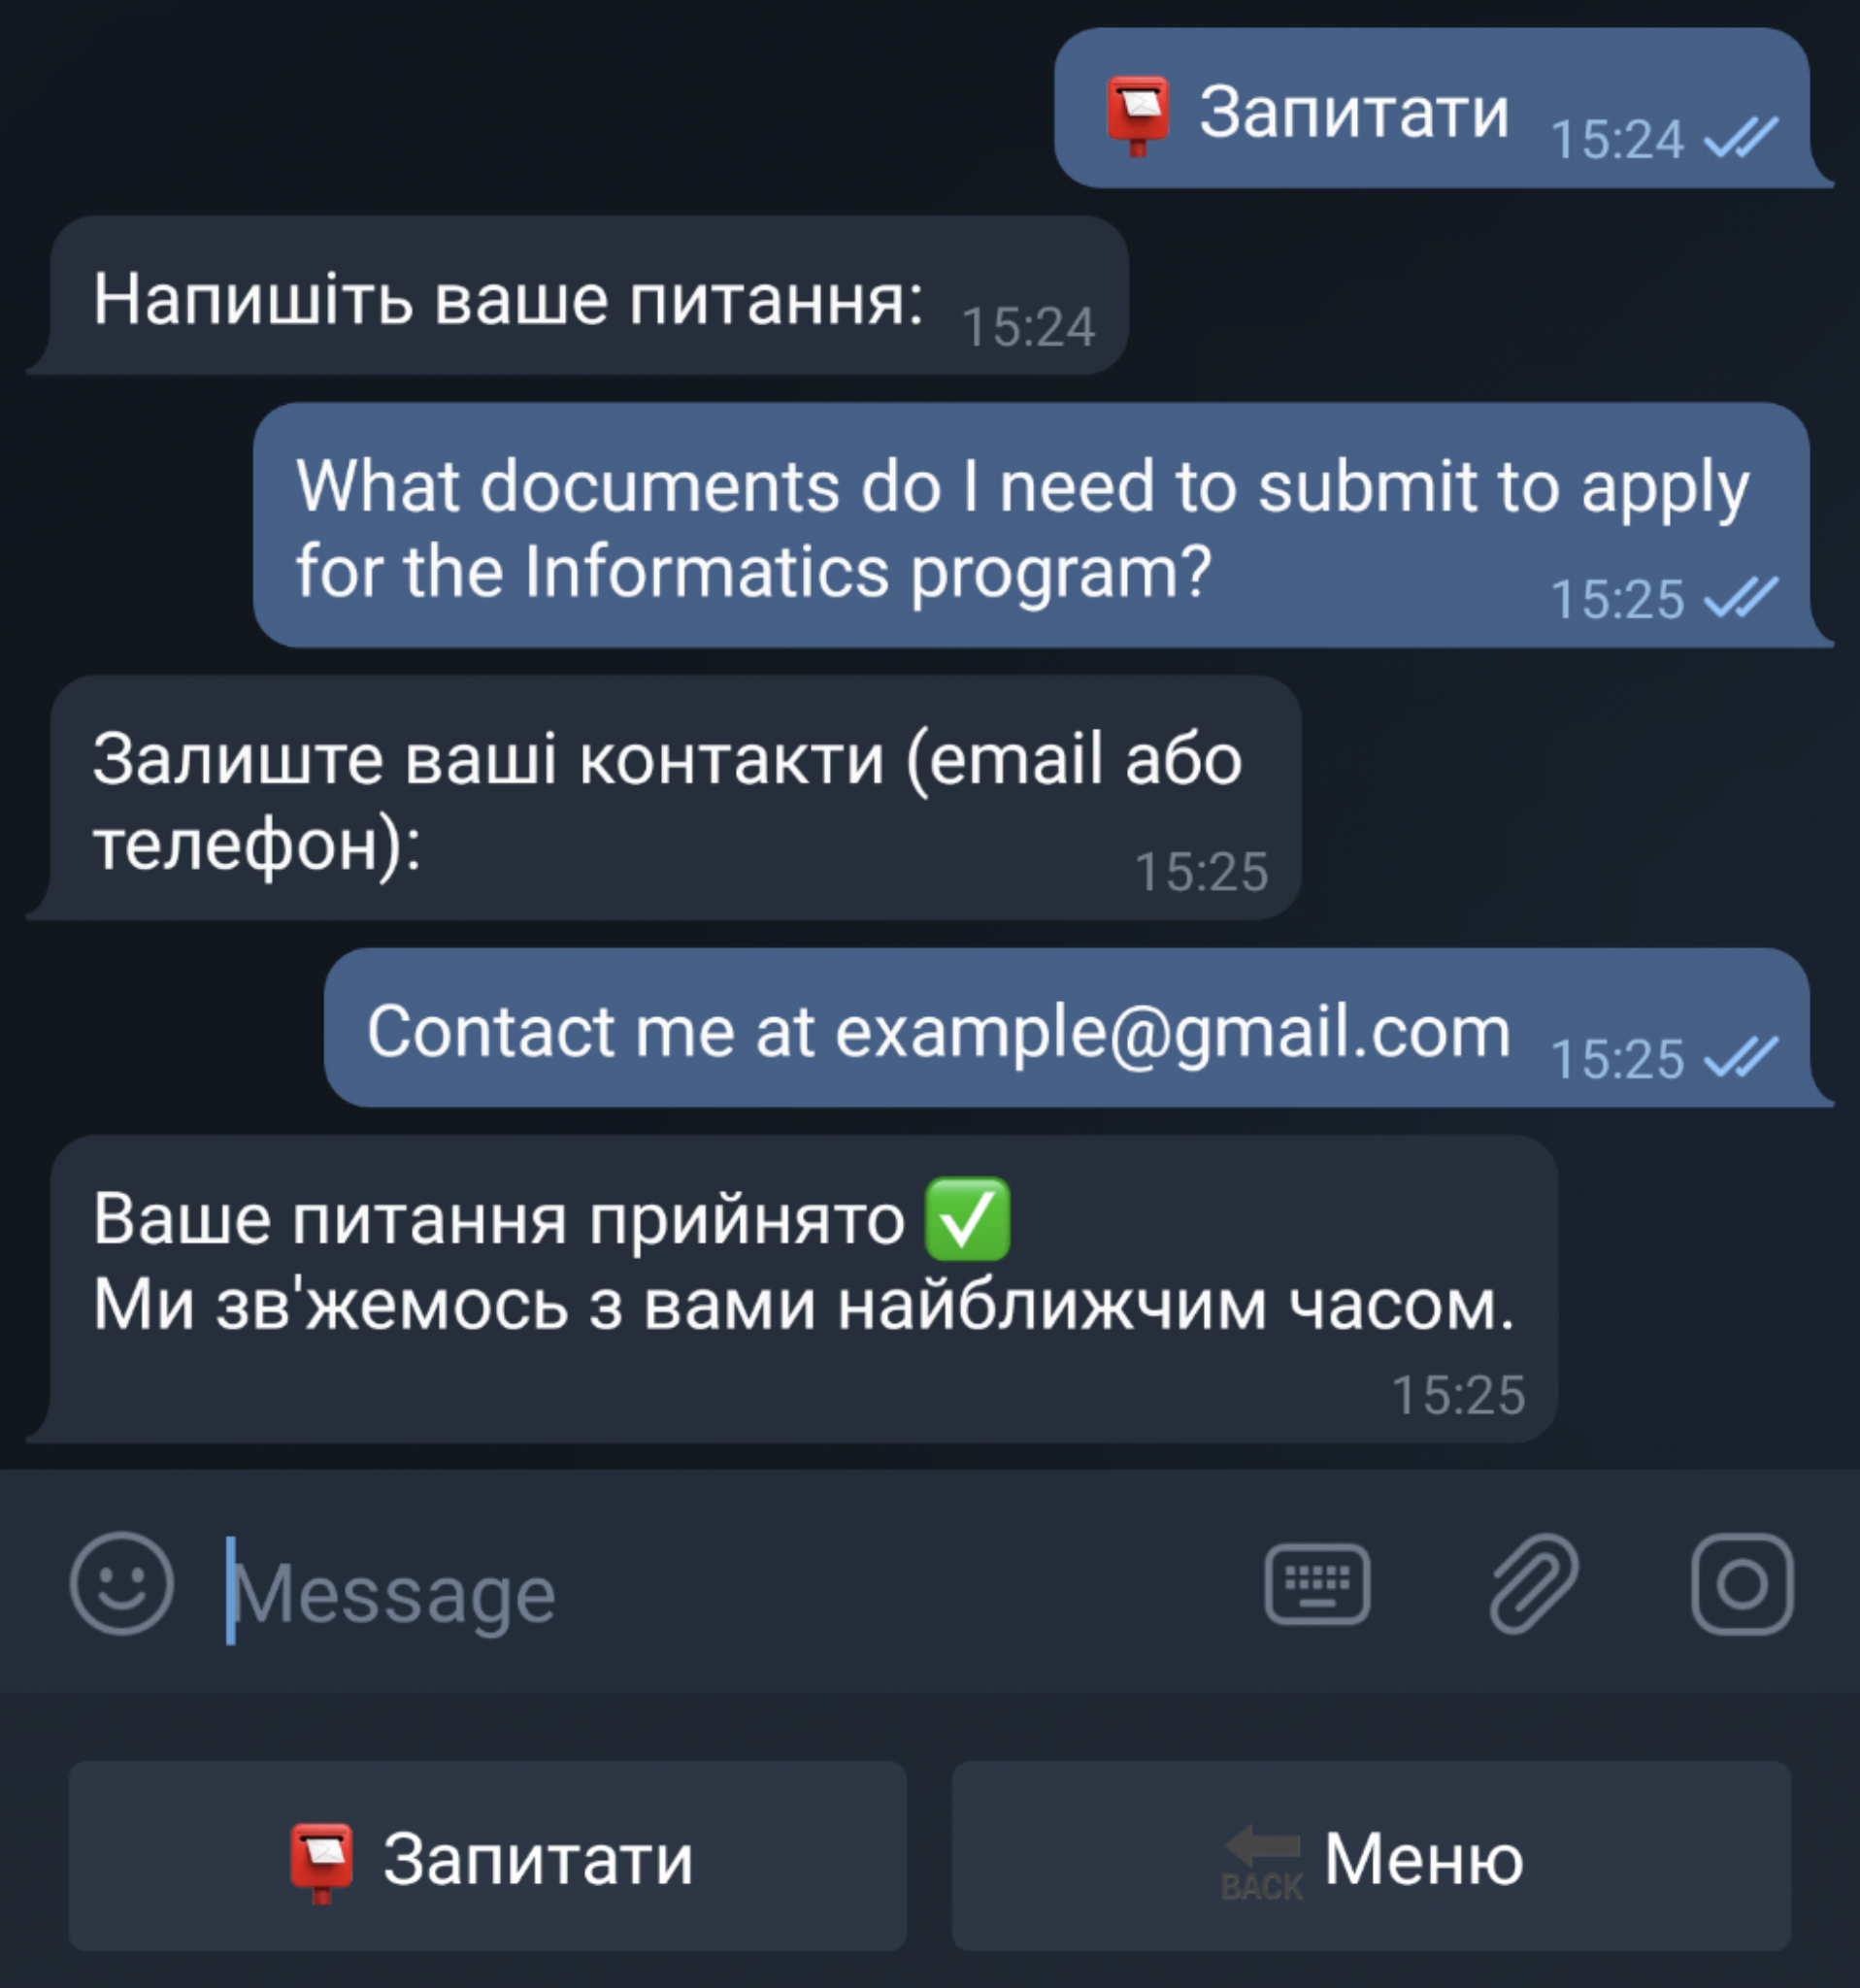 📮 Запитати 15:24
Напишіть ваше питання: 15:24
What documents do I need to submit to apply
for the Informatics program? 15:25
Залиште ваші контакти (email або
телефон): 15:25
Contact me at example@gmail.com 15:25
Ваше питання прийнято ✅
Ми зв'жемось з вами найближчим часом.
15:25
Message
📮 Запитати
BACK Меню